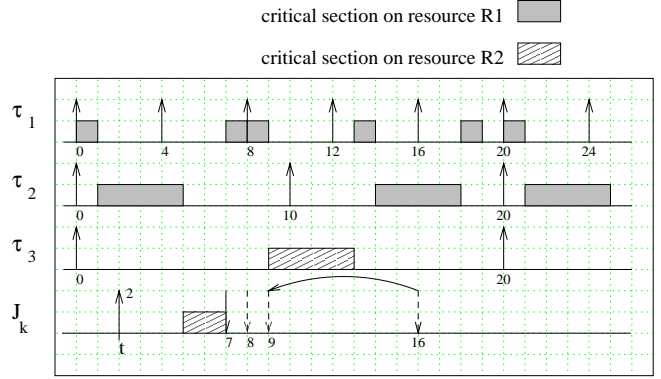 critical section on resource R1
critical section on resource R2
τ1
0 4 8 12 16 20 24
τ2
0 10 20
τ3
0 20
Jk
2
t 7 8 9 16